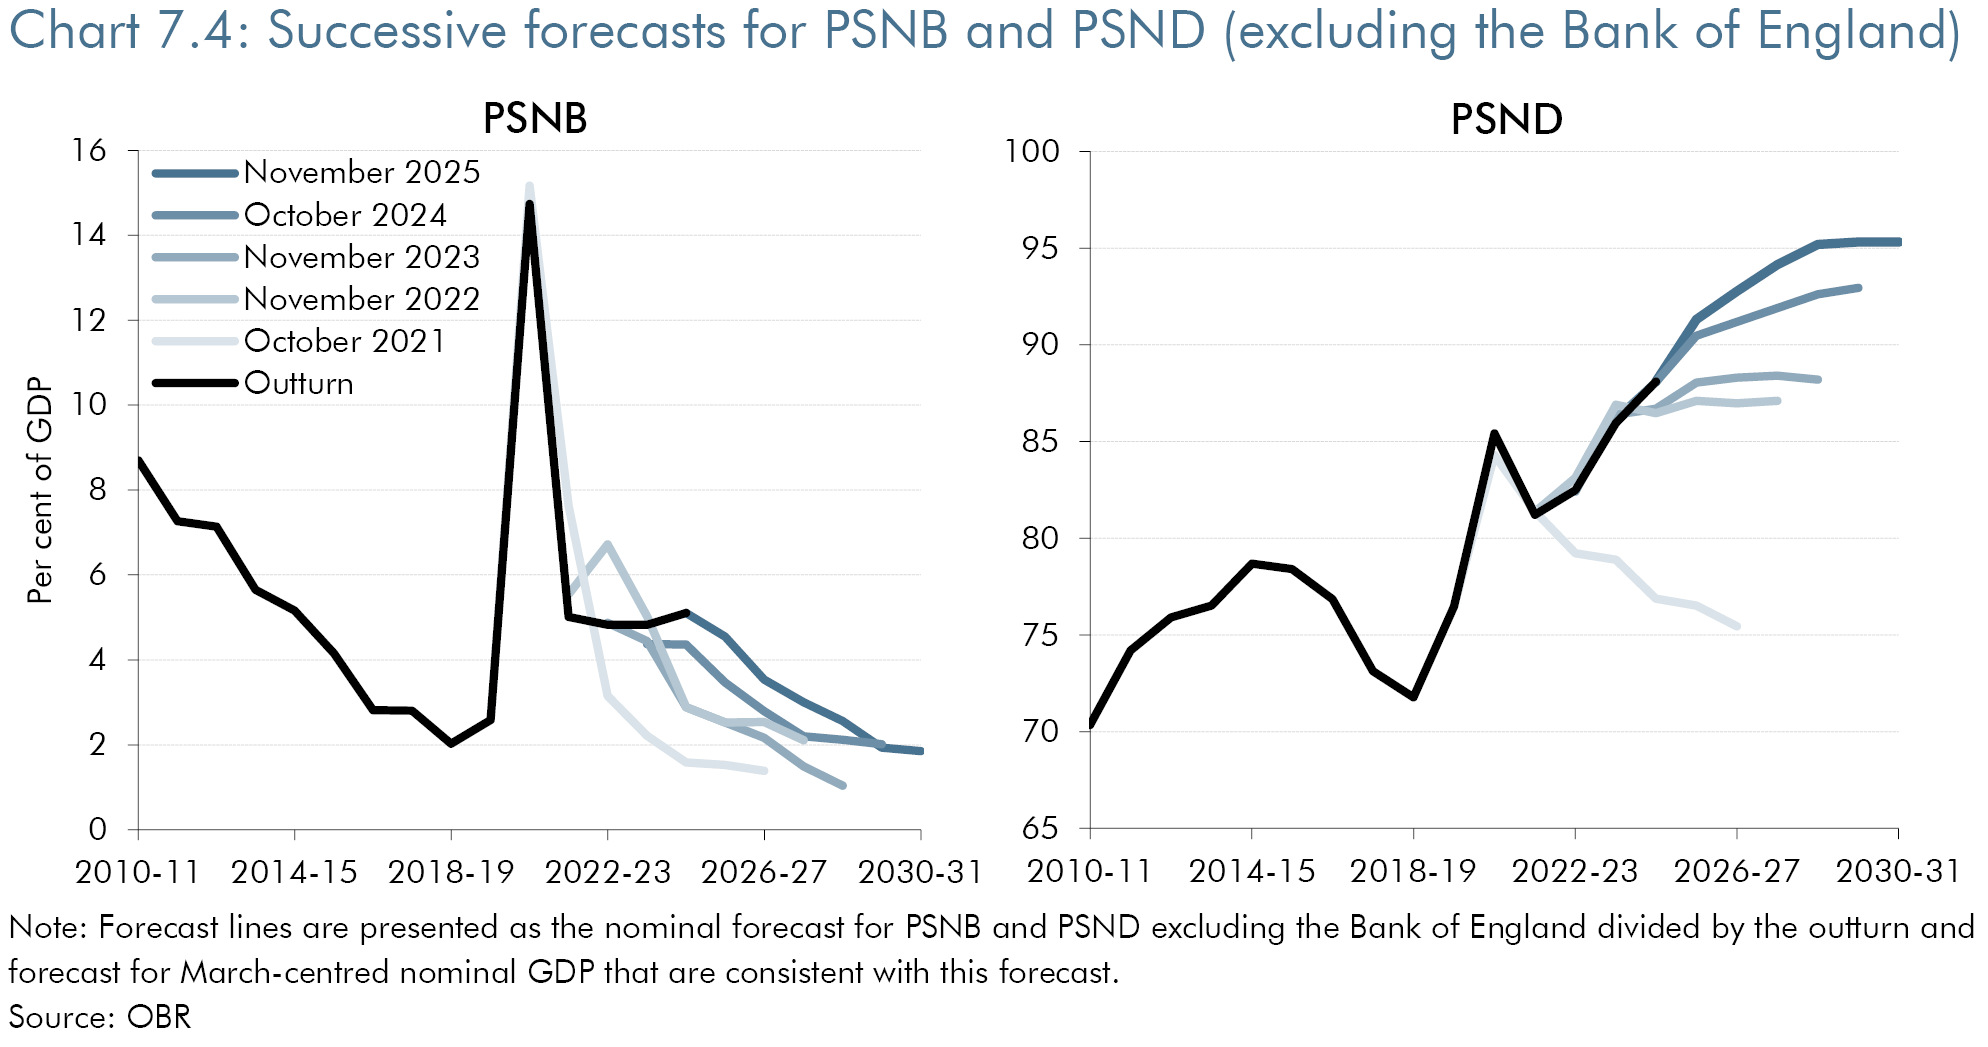 Chart 7.4: Successive forecasts for PSNB and PSND (excluding the Bank of England)
PSNB
16
14
12
10
8
6
4
2
0
Per cent of GDP
November 2025
October 2024
November 2023
November 2022
October 2021
Outturn
2010-11 2014-15 2018-19 2022-23 2026-27 2030-31
PSND
100
95
90
85
80
75
70
65
2010-11 2014-15 2018-19 2022-23 2026-27 2030-31
Note: Forecast lines are presented as the nominal forecast for PSNB and PSND excluding the Bank of England divided by the outturn and
forecast for March-centred nominal GDP that are consistent with this forecast.
Source: OBR